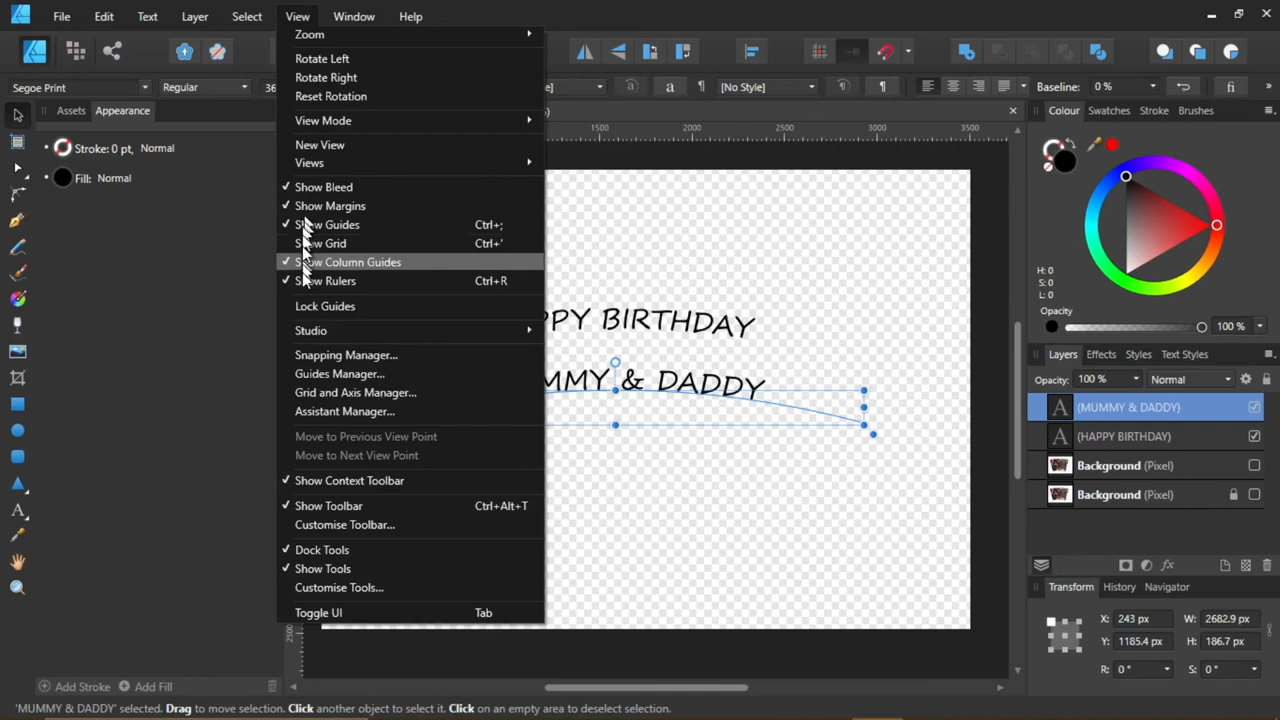 File Edit Text Layer Select View Window Help
Segoe Print Regular 36 [No Style] Baseline: 0 %
Assets Appearance
Stroke: 0 pt, Normal
Fill: Normal
Zoom
Rotate Left
Rotate Right
Reset Rotation
View Mode
New View
Views
Show Bleed
Show Margins
Show Guides Ctrl+;
Show Grid Ctrl+'
Show Column Guides
Show Rulers Ctrl+R
Lock Guides
Studio
Snapping Manager...
Guides Manager...
Grid and Axis Manager...
Assistant Manager...
Move to Previous View Point
Move to Next View Point
Show Context Toolbar
Show Toolbar Ctrl+Alt+T
Customise Toolbar...
Dock Tools
Show Tools
Customise Tools...
Toggle UI Tab
1500 2000 2500 3000 3500
PPY BIRTHDAY
MMY & DADDY
2500
Colour Swatches Stroke Brushes
H: 0
S: 0
L: 0
Opacity
100 %
Layers Effects Styles Text Styles
Opacity: 100 % Normal
(MUMMY & DADDY)
(HAPPY BIRTHDAY)
Background (Pixel)
Background (Pixel)
Transform History Navigator
X: 243 px W: 2682.9 px
Y: 1185.4 px H: 186.7 px
R: 0 ° S: 0 °
Add Stroke Add Fill
'MUMMY & DADDY' selected. Drag to move selection. Click another object to select it. Click on an empty area to deselect selection.